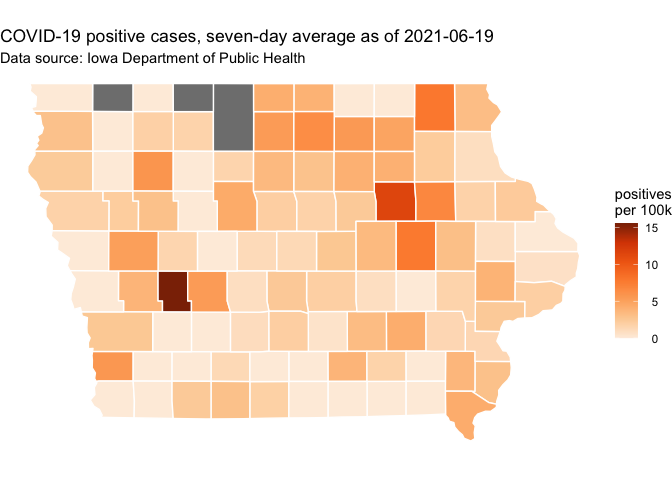 COVID-19 positive cases, seven-day average as of 2021-06-19
Data source: Iowa Department of Public Health
positives
per 100k
15
10
5
0